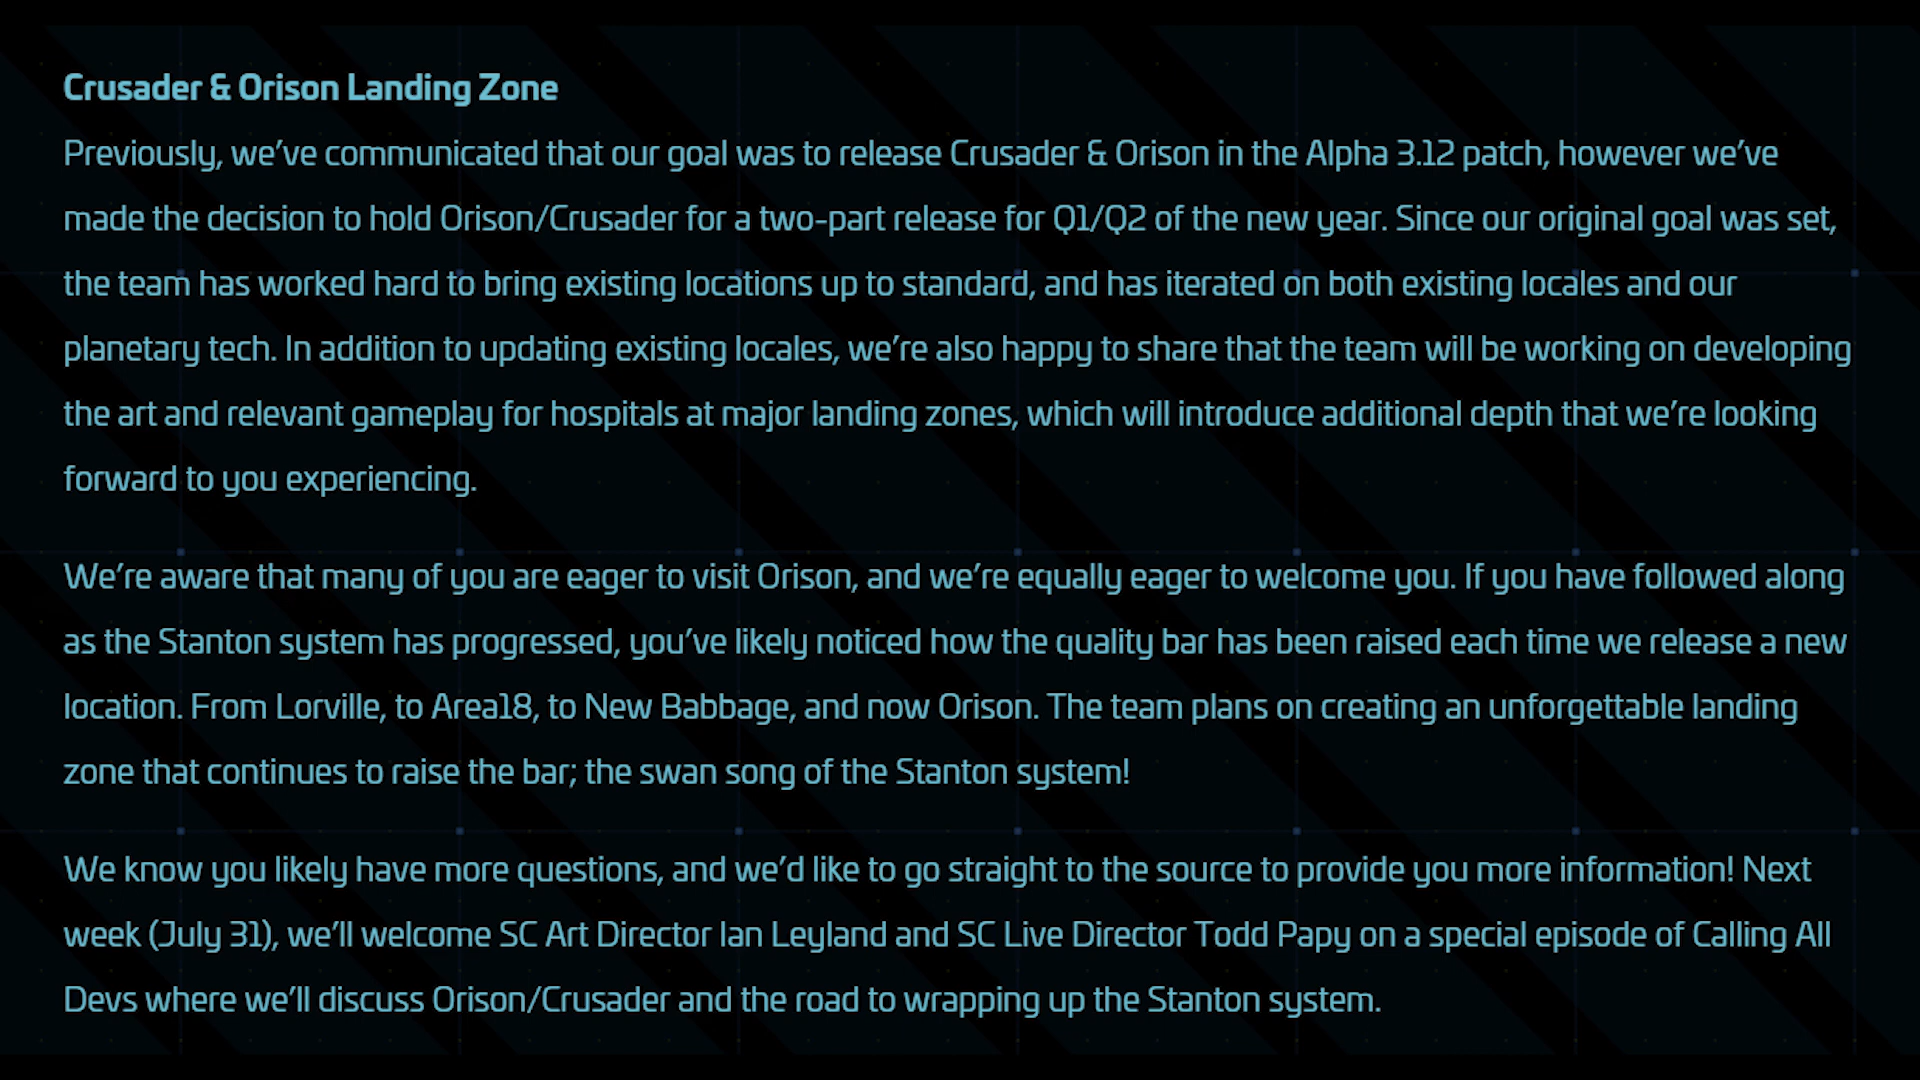 Crusader & Orison Landing Zone
Previously, we've communicated that our goal was to release Crusader & Orison in the Alpha 3.12 patch, however we've
made the decision to hold Orison/Crusader for a two-part release for Q1/Q2 of the new year. Since our original goal was set,
the team has worked hard to bring existing locations up to standard, and has iterated on both existing locales and our
planetary tech. In addition to updating existing locales, we're also happy to share that the team will be working on developing
the art and relevant gameplay for hospitals at major landing zones, which will introduce additional depth that we're looking
forward to you experiencing.
We're aware that many of you are eager to visit Orison, and we're equally eager to welcome you. If you have followed along
as the Stanton system has progressed, you've likely noticed how the quality bar has been raised each time we release a new
location. From Lorville, to Area18, to New Babbage, and now Orison. The team plans on creating an unforgettable landing
zone that continues to raise the bar; the swan song of the Stanton system!
We know you likely have more questions, and we'd like to go straight to the source to provide you more information! Next
week (July 31), we'll welcome SC Art Director Ian Leyland and SC Live Director Todd Papy on a special episode of Calling All
Devs where we'll discuss Orison/Crusader and the road to wrapping up the Stanton system.